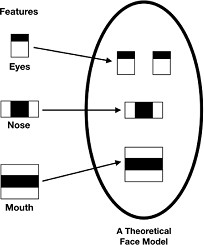 Features
Eyes
Nose
Mouth
A Theoretical
Face Model